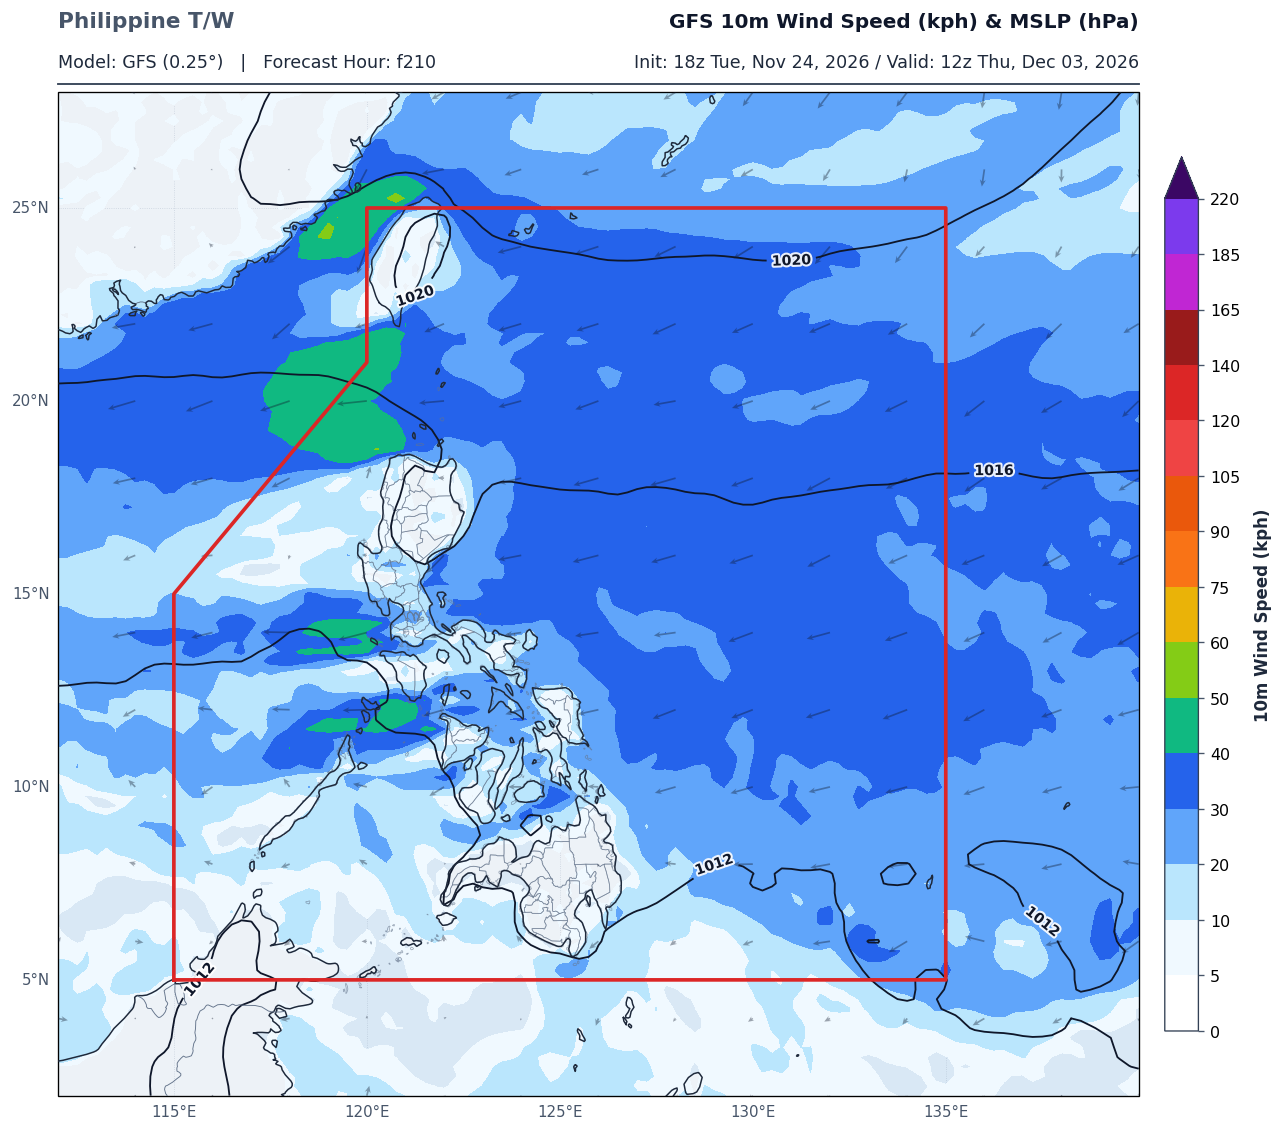 Philippine T/W
GFS 10m Wind Speed (kph) & MSLP (hPa)
Model: GFS (0.25°)   |   Forecast Hour: f210
Init: 18z Tue, Nov 24, 2026 / Valid: 12z Thu, Dec 03, 2026
25°N
20°N
15°N
10°N
5°N
115°E
120°E
125°E
130°E
135°E
1020
1020
1016
1012
1012
1012
220
185
165
140
120
105
90
75
60
50
40
30
20
10
5
0
10m Wind Speed (kph)